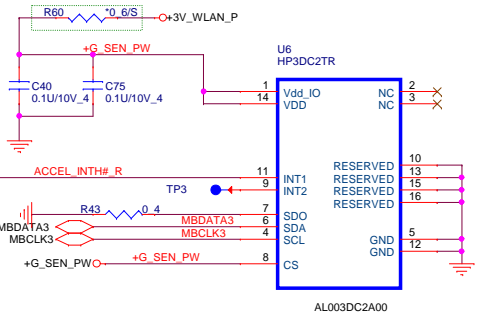 R60 *0_6/S +3V_WLAN_P
+G_SEN_PW
U6
HP3DC2TR
C40
0.1U/10V_4
C75
0.1U/10V_4
1 Vdd_IO
14 VDD
NC 2
NC 3
ACCEL_INTH#_R
11 INT1
9 INT2
TP3
RESERVED 10
RESERVED 13
RESERVED 15
RESERVED 16
R43 0_4
7 SDO
MBDATA3 MBDATA3 6 SDA
MBCLK3 MBCLK3 4 SCL
GND 5
GND 12
+G_SEN_PW +G_SEN_PW 8 CS
AL003DC2A00